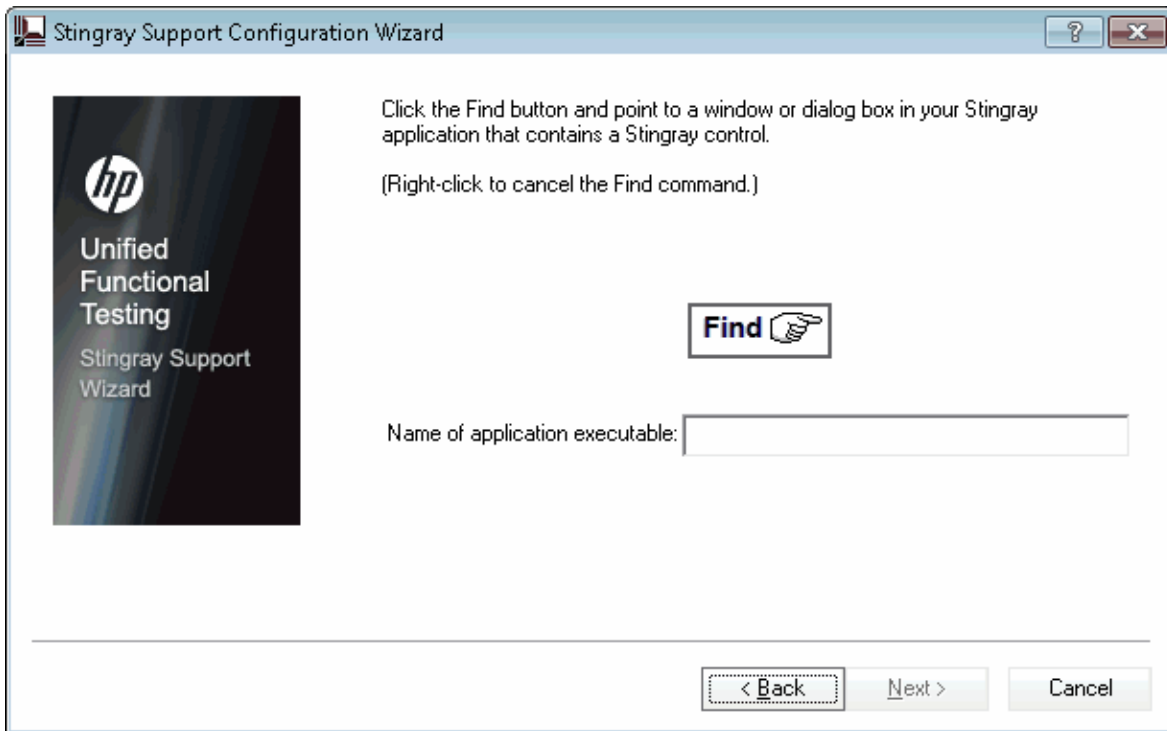 Stingray Support Configuration Wizard
?
hp
Unified
Functional
Testing
Stingray Support
Wizard
Click the Find button and point to a window or dialog box in your Stingray
application that contains a Stingray control.
(Right-click to cancel the Find command.)
Find
Name of application executable:
< Back
Next >
Cancel